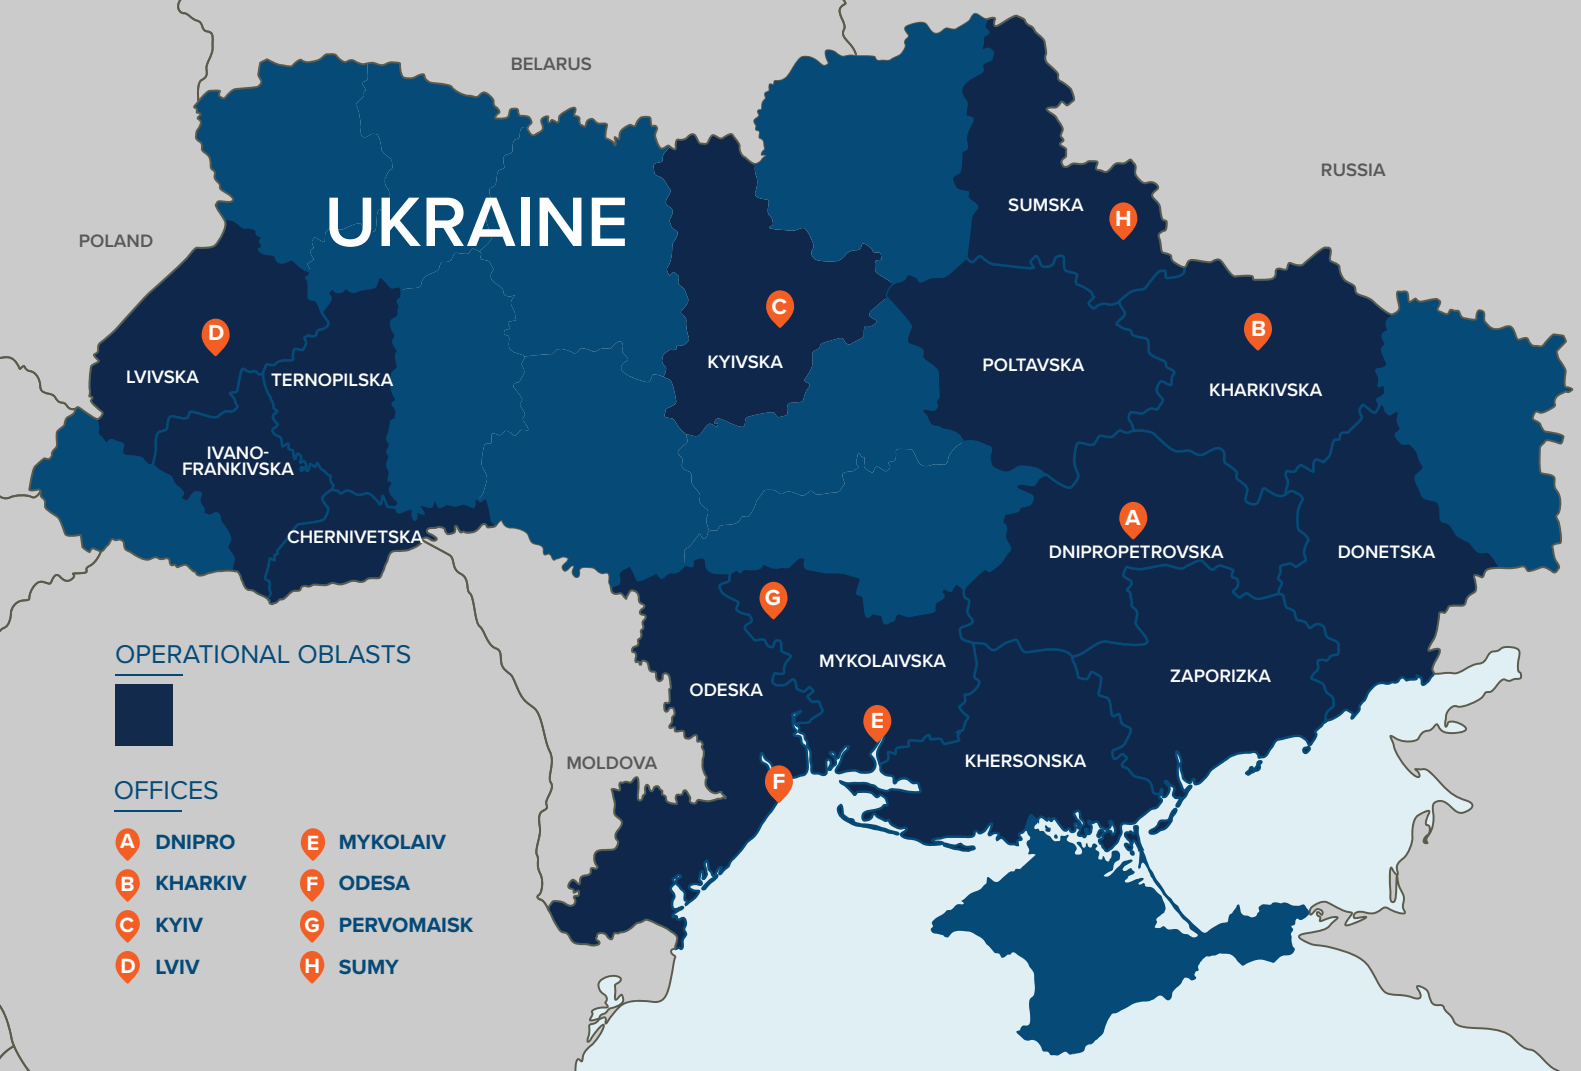 BELARUS
RUSSIA
SUMSKA
H
UKRAINE
POLAND
C
KYIVSKA
D
LVIVSKA
TERNOPILSKA
B
KHARKIVSKA
POLTAVSKA
IVANO-
FRANKIVSKA
CHERNIVETSKA
A
DNIPROPETROVSKA
DONETSKA
G
MYKOLAIVSKA
ODESKA
ZAPORIZKA
E
KHERSONSKA
MOLDOVA
F
OPERATIONAL OBLASTS
OFFICES
A DNIPRO
B KHARKIV
C KYIV
D LVIV
E MYKOLAIV
F ODESA
G PERVOMAISK
H SUMY